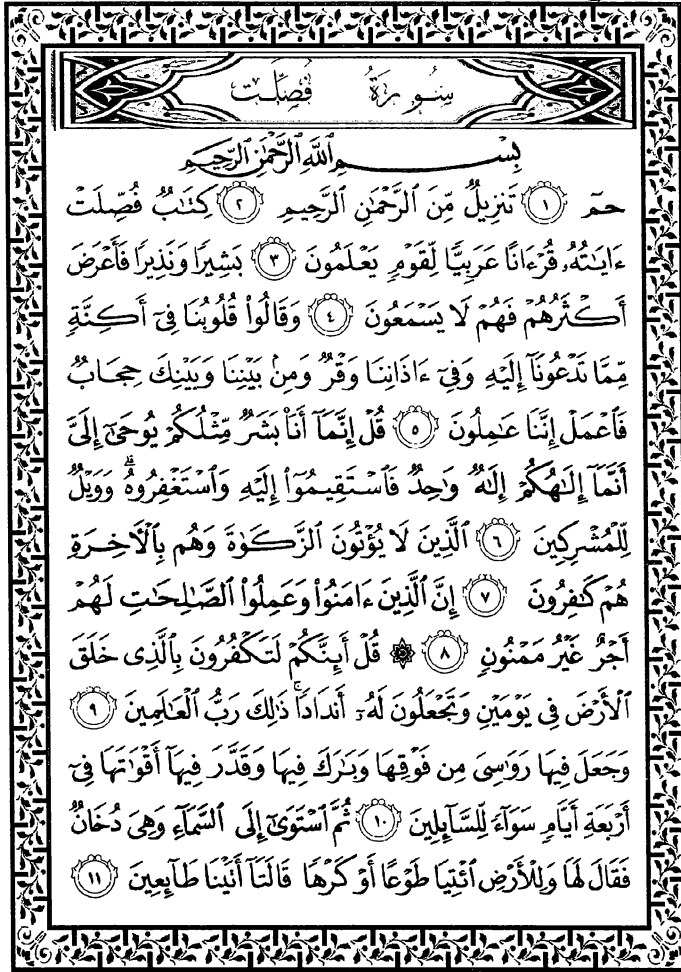 سُورَةُ فُصِّلَتْ
بِسْمِ ٱللَّهِ ٱلرَّحْمَٰنِ ٱلرَّحِيمِ
حمٓ ١ تَنزِيلٌ مِّنَ ٱلرَّحْمَٰنِ ٱلرَّحِيمِ ٢ كِتَٰبٌ فُصِّلَتْ
ءَايَٰتُهُۥ قُرْءَانًا عَرَبِيًّا لِّقَوْمٍ يَعْلَمُونَ ٣ بَشِيرًا وَنَذِيرًا فَأَعْرَضَ
أَكْثَرُهُمْ فَهُمْ لَا يَسْمَعُونَ ٤ وَقَالُوا۟ قُلُوبُنَا فِىٓ أَكِنَّةٍ
مِّمَّا تَدْعُونَآ إِلَيْهِ وَفِىٓ ءَاذَانِنَا وَقْرٌ وَمِنۢ بَيْنِنَا وَبَيْنِكَ حِجَابٌ
فَٱعْمَلْ إِنَّنَا عَٰمِلُونَ ٥ قُلْ إِنَّمَآ أَنَا۠ بَشَرٌ مِّثْلُكُمْ يُوحَىٰٓ إِلَىَّ
أَنَّمَآ إِلَٰهُكُمْ إِلَٰهٌ وَٰحِدٌ فَٱسْتَقِيمُوٓا۟ إِلَيْهِ وَٱسْتَغْفِرُوهُ ۗ وَوَيْلٌ
لِّلْمُشْرِكِينَ ٦ ٱلَّذِينَ لَا يُؤْتُونَ ٱلزَّكَوٰةَ وَهُم بِٱلْءَاخِرَةِ
هُمْ كَٰفِرُونَ ٧ إِنَّ ٱلَّذِينَ ءَامَنُوا۟ وَعَمِلُوا۟ ٱلصَّٰلِحَٰتِ لَهُمْ
أَجْرٌ غَيْرُ مَمْنُونٍ ٨ ۞ قُلْ أَئِنَّكُمْ لَتَكْفُرُونَ بِٱلَّذِى خَلَقَ
ٱلْأَرْضَ فِى يَوْمَيْنِ وَتَجْعَلُونَ لَهُۥٓ أَندَادًا ۚ ذَٰلِكَ رَبُّ ٱلْعَٰلَمِينَ ٩
وَجَعَلَ فِيهَا رَوَٰسِىَ مِن فَوْقِهَا وَبَٰرَكَ فِيهَا وَقَدَّرَ فِيهَآ أَقْوَٰتَهَا فِىٓ
أَرْبَعَةِ أَيَّامٍ سَوَآءً لِّلسَّآئِلِينَ ١٠ ثُمَّ ٱسْتَوَىٰٓ إِلَى ٱلسَّمَآءِ وَهِىَ دُخَانٌ
فَقَالَ لَهَا وَلِلْأَرْضِ ٱئْتِيَا طَوْعًا أَوْ كَرْهًا قَالَتَآ أَتَيْنَا طَآئِعِينَ ١١